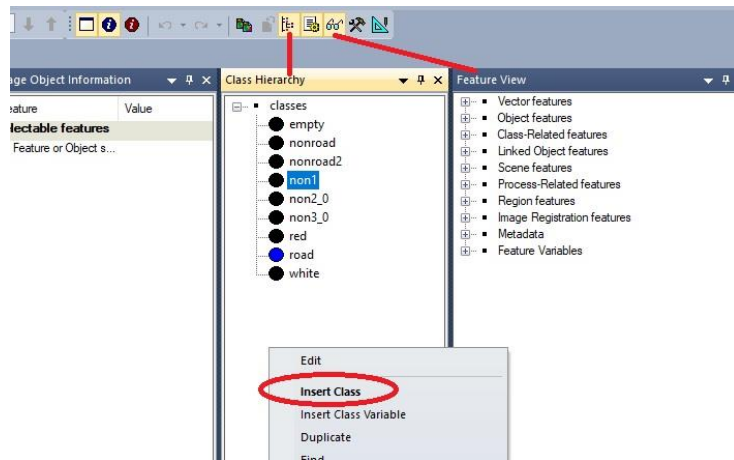 age Object Information
Class Hierarchy
Feature View
eature Value
lectable features
Feature or Object s...
classes
empty
nonroad
nonroad2
non1
non2_0
non3_0
red
road
white
Vector features
Object features
Class-Related features
Linked Object features
Scene features
Process-Related features
Region features
Image Registration features
Metadata
Feature Variables
Edit
Insert Class
Insert Class Variable
Duplicate
Find